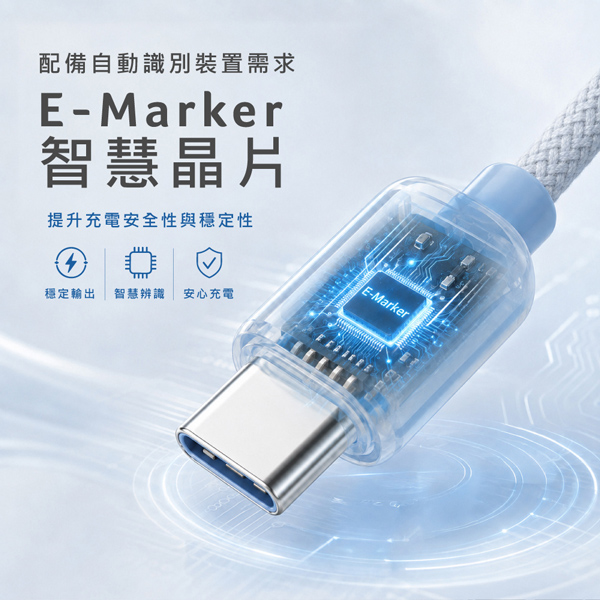 配備自動識別裝置需求
E-Marker
智慧晶片
提升充電安全性與穩定性
穩定輸出
智慧辨識
安心充電
E-Marker